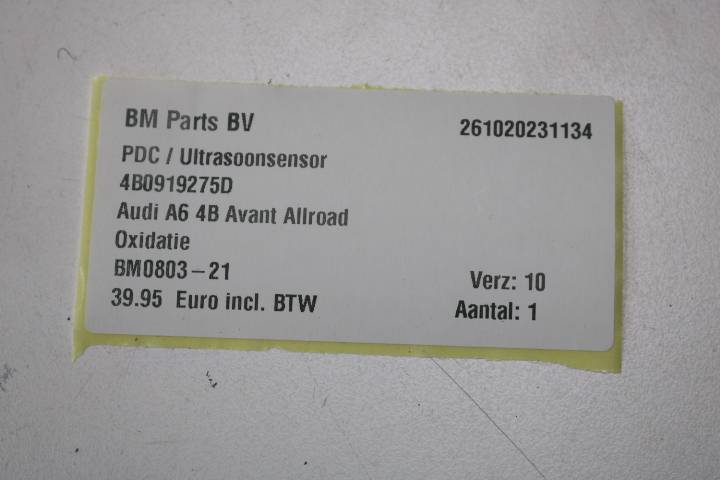 BM Parts BV
261020231134
PDC / Ultrasoonsensor
4B0919275D
Audi A6 4B Avant Allroad
Oxidatie
BM0803-21
Verz: 10
39.95 Euro incl. BTW
Aantal: 1